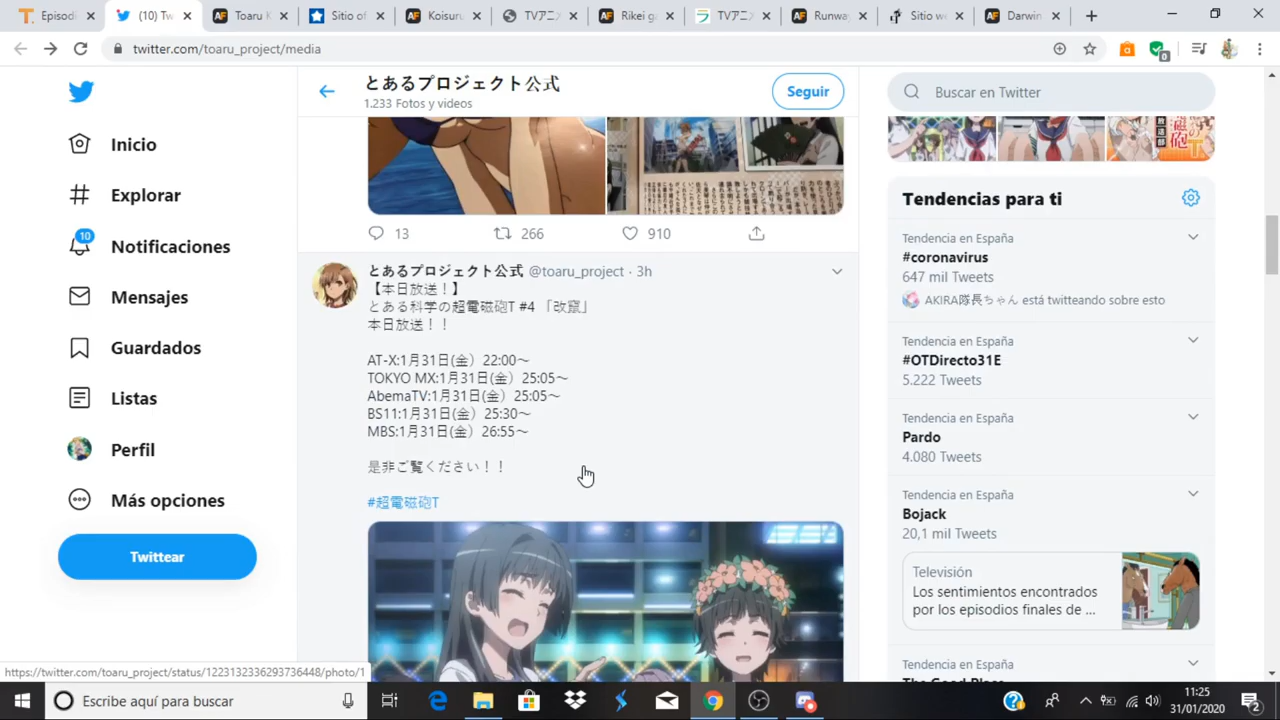 Episodi
(10) Tw
Toaru K
Sitio of
Koisuru
TVアニ
Rikei ga
TVアニ
Runway
Sitio we
Darwin
twitter.com/toaru_project/media
0
とあるプロジェクト公式
1.233 Fotos y videos
Seguir
Buscar en Twitter
Inicio
Explorar
10
Notificaciones
Mensajes
Guardados
Listas
Perfil
Más opciones
Twittear
13
266
910
とあるプロジェクト公式 @toaru_project · 3h
【本日放送！】
とある科学の超電磁砲T #4 「改竄」
本日放送！！
AT-X:1月31日(金）22:00～
TOKYO MX:1月31日(金）25:05～
AbemaTV:1月31日(金）25:05～
BS11:1月31日(金）25:30～
MBS:1月31日(金）26:55～
是非ご覧ください！！
#超電磁砲T
Tendencias para ti
Tendencia en España
#coronavirus
647 mil Tweets
AKIRA隊長ちゃん está twitteando sobre esto
Tendencia en España
#OTDirecto31E
5.222 Tweets
Tendencia en España
Pardo
4.080 Tweets
Tendencia en España
Bojack
20,1 mil Tweets
Televisión
Los sentimientos encontrados
por los episodios finales de ...
Tendencia en España
The Good Place
https://twitter.com/toaru_project/status/1223132336293736448/photo/1
Escribe aquí para buscar
11:25
31/01/2020
2